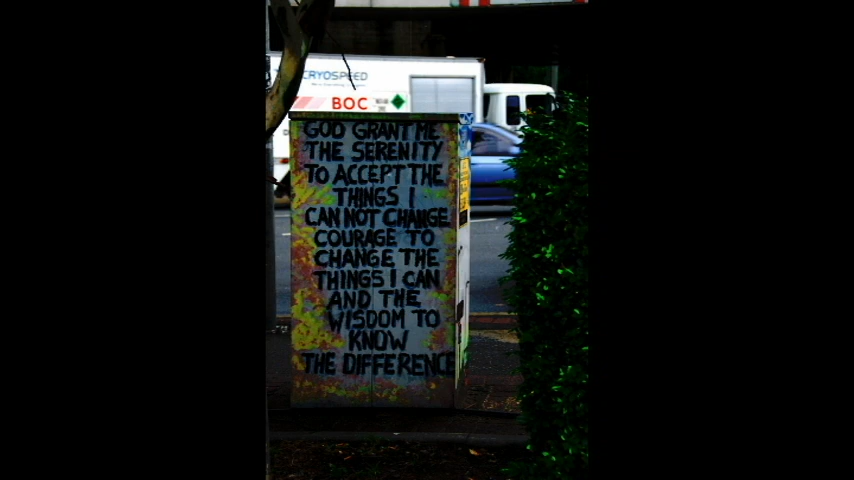 CRYOSPEED
BOC
GOD GRANT ME
THE SERENITY
TO ACCEPT THE
THINGS I
CAN NOT CHANGE
COURAGE TO
CHANGE THE
THINGS I CAN
AND THE
WISDOM TO
KNOW
THE DIFFERENCE